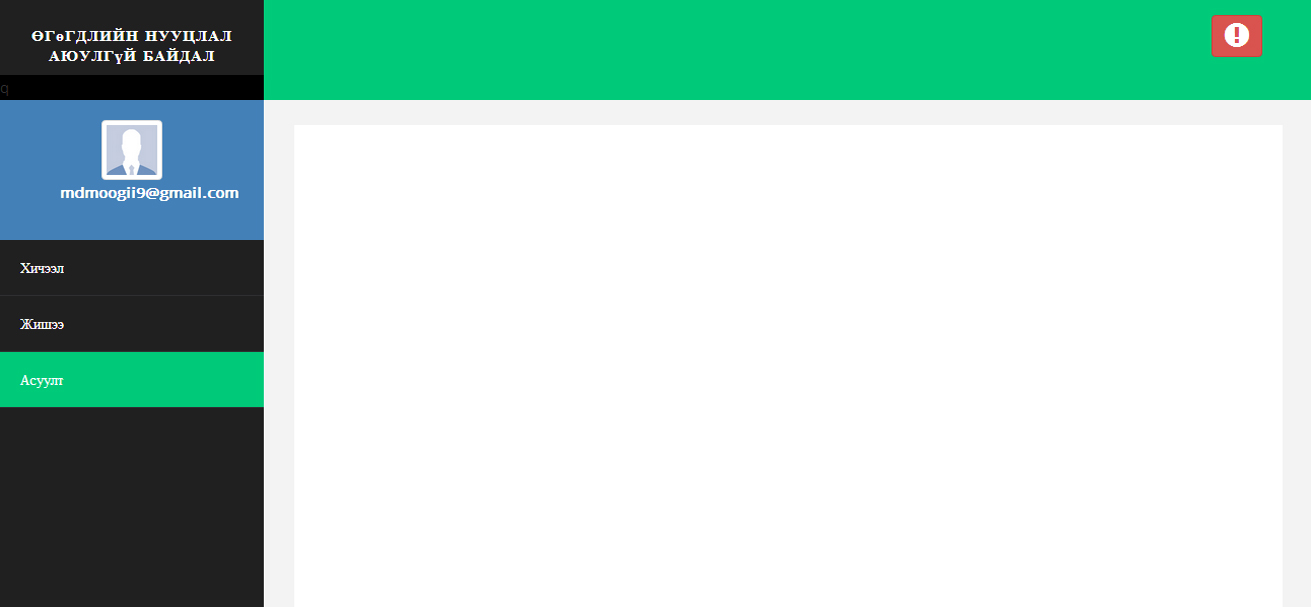 ӨГөГДЛИЙН НУУЦЛАЛ
АЮУЛГүЙ БАЙДАЛ
q
mdmoogii9@gmail.com
Хичээл
Жишээ
Асуулт